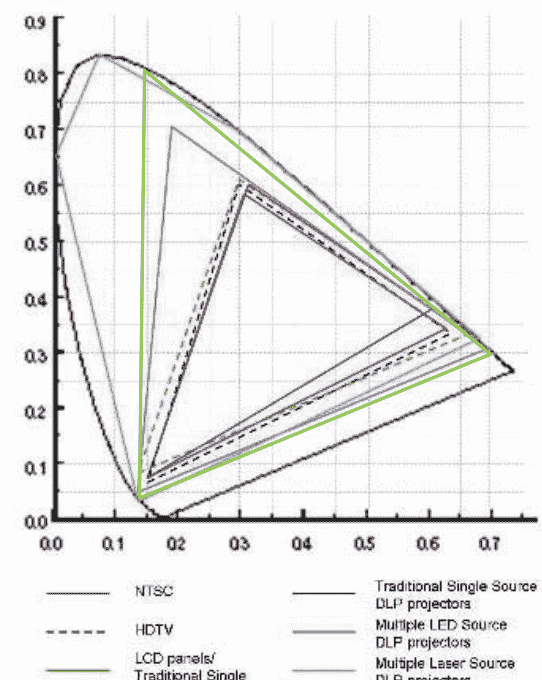 0.9
0.8
0.7
0.6
0.5
0.4
0.3
0.2
0.1
0.0
0.0 0.1 0.2 0.3 0.4 0.5 0.6 0.7
NTSC
HDTV
LCD panels/
Traditional Single
Traditional Single Source
DLP projectors
Multiple LED Source
DLP projectors
Multiple Laser Source
DLP projectors